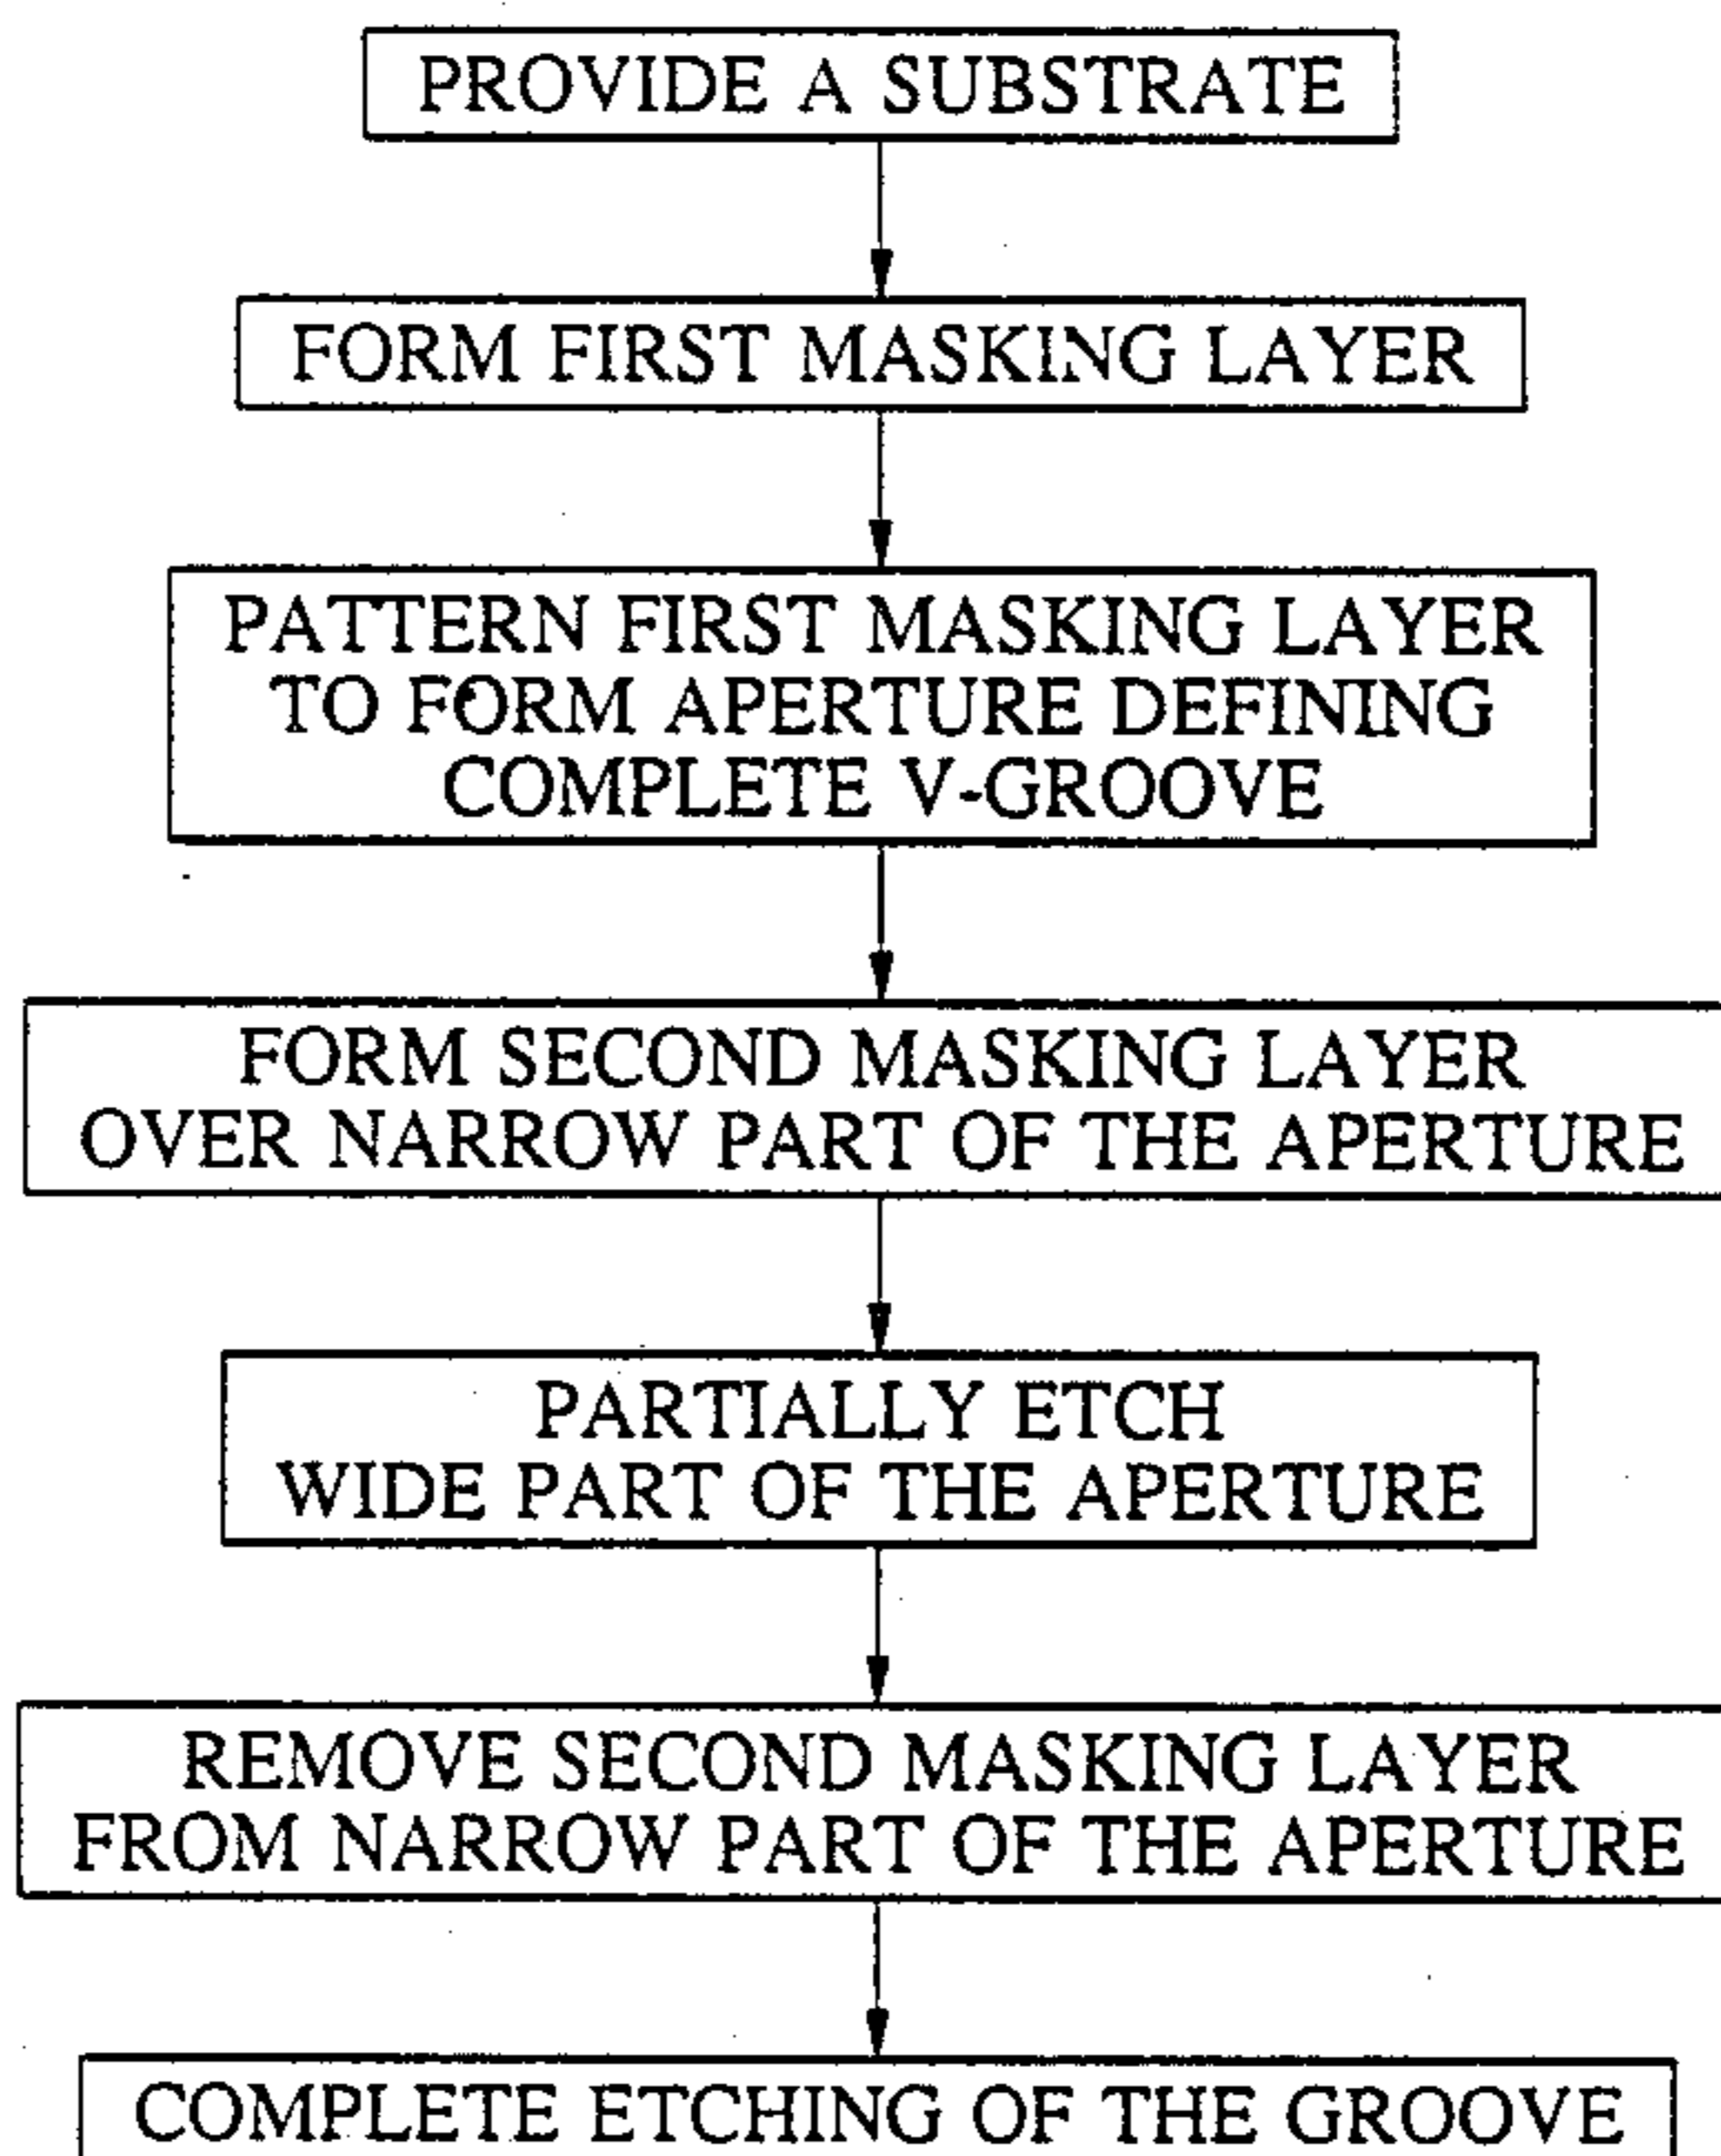 PROVIDE A SUBSTRATE
FORM FIRST MASKING LAYER
PATTERN FIRST MASKING LAYER
TO FORM APERTURE DEFINING
COMPLETE V-GROOVE
FORM SECOND MASKING LAYER
OVER NARROW PART OF THE APERTURE
PARTIALLY ETCH
WIDE PART OF THE APERTURE
REMOVE SECOND MASKING LAYER
FROM NARROW PART OF THE APERTURE
COMPLETE ETCHING OF THE GROOVE